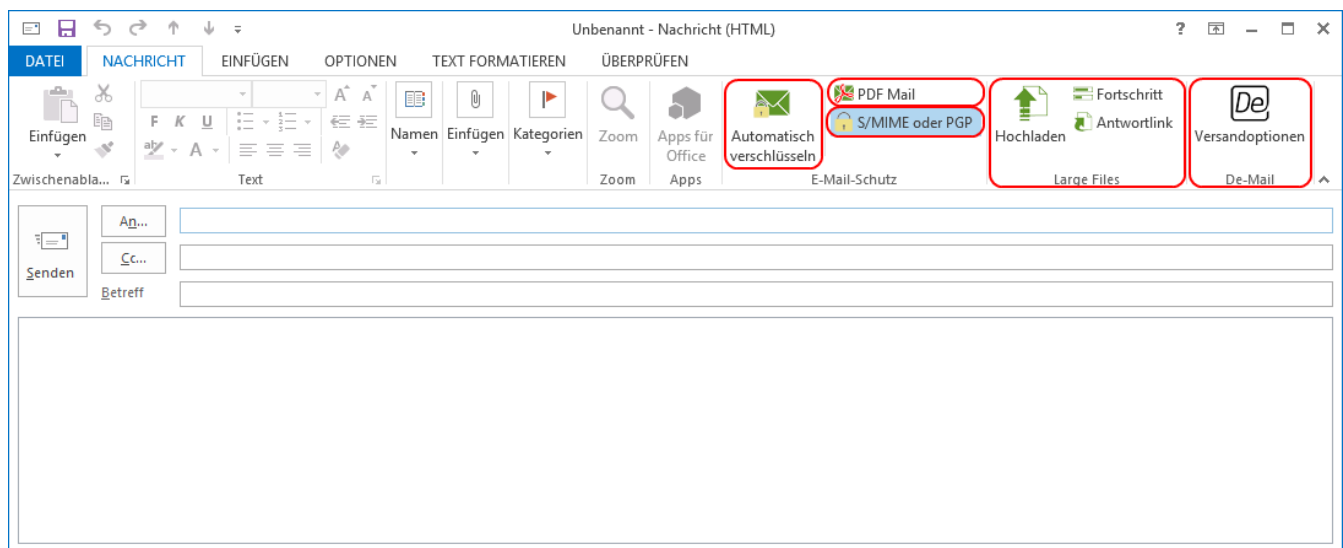 Unbenannt - Nachricht (HTML)
?
DATEI NACHRICHT EINFÜGEN OPTIONEN TEXT FORMATIEREN ÜBERPRÜFEN
Einfügen
F K U
A A
ab A
Namen Einfügen Kategorien
Zoom
Apps für
Office
Automatisch
verschlüsseln
PDF Mail
S/MIME oder PGP
Hochladen
Fortschritt
Antwortlink
De
Versandoptionen
Zwischenabla... Text Zoom Apps E-Mail-Schutz Large Files De-Mail
Senden
An...
Cc...
Betreff